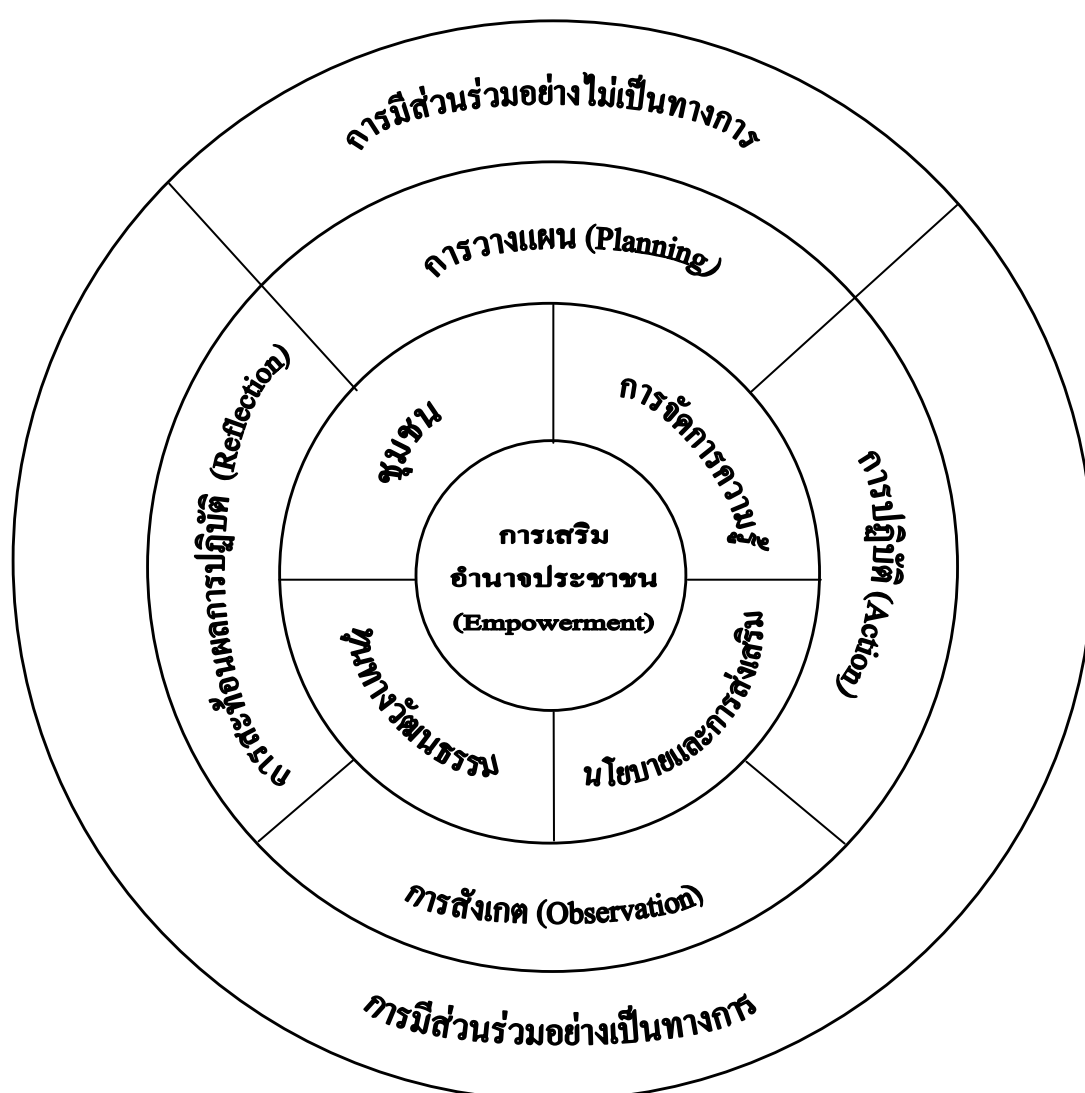 การมีส่วนร่วมอย่างไม่เป็นทางการ
การวางแผน (Planning)
ชุมชน
การจัดการความรู้
การสะท้อนผลการปฏิบัติ (Reflection)
การปฏิบัติ (Action)
การเสริม
อำนาจประชาชน
(Empowerment)
ทุนทางวัฒนธรรม
นโยบายและการส่งเสริม
การสังเกต (Observation)
การมีส่วนร่วมอย่างเป็นทางการ